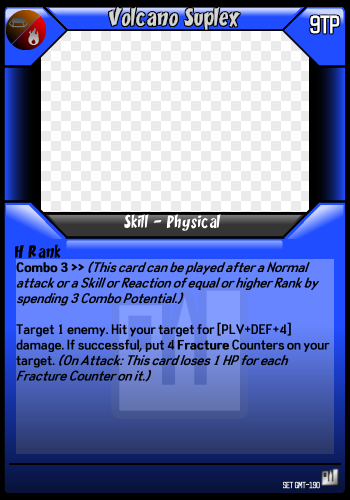 Volcano Suplex
9TP
Skill - Physical
H Rank
Combo 3 >> (This card can be played after a Normal
attack or a Skill or Reaction of equal or higher Rank by
spending 3 Combo Potential.)
Target 1 enemy. Hit your target for [PLV+DEF+4]
damage. If successful, put 4 Fracture Counters on your
target. (On Attack: This card loses 1 HP for each
Fracture Counter on it.)
SET GMT-190